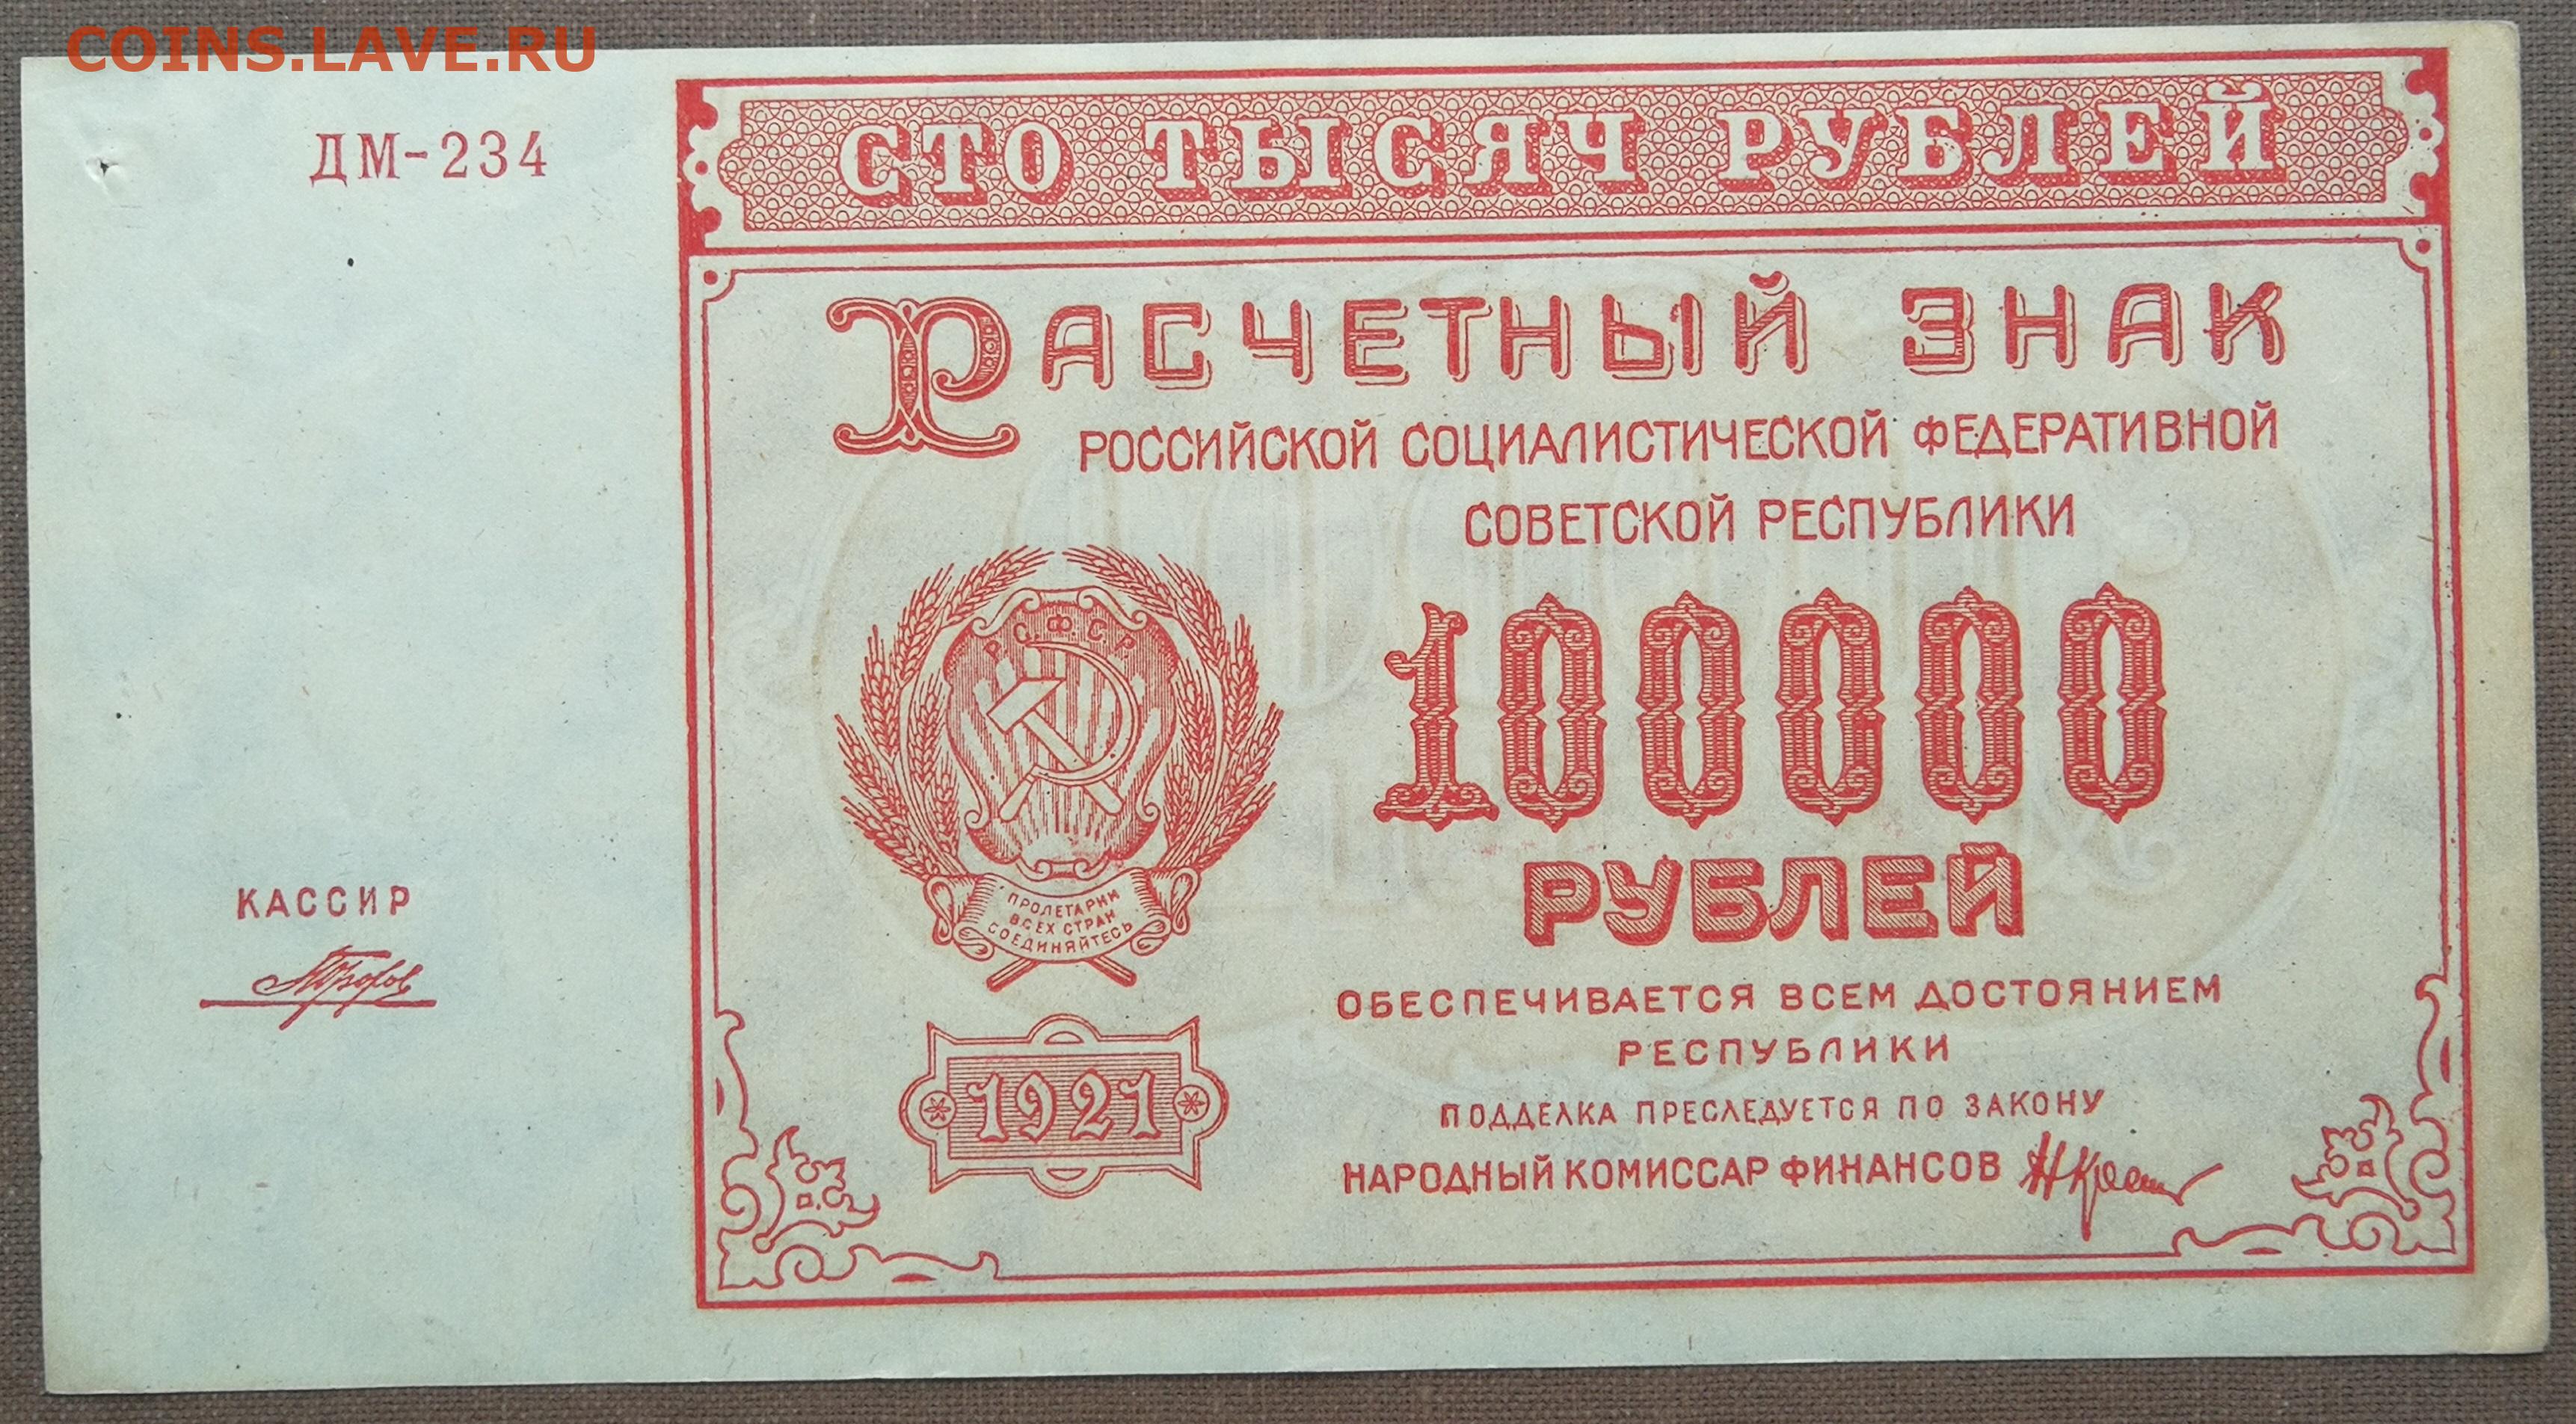 COINS.LAVE.RU
ДМ-234
СТО ТЫСЯЧ РУБЛЕЙ
РАСЧЕТНЫЙ ЗНАК
РОССИЙСКОЙ СОЦИАЛИСТИЧЕСКОЙ ФЕДЕРАТИВНОЙ
СОВЕТСКОЙ РЕСПУБЛИКИ
Р.С.Ф.С.Р.
ПРОЛЕТАРИИ
ВСЕХ СТРАН
СОЕДИНЯЙТЕСЬ
1921
100000
РУБЛЕЙ
ОБЕСПЕЧИВАЕТСЯ ВСЕМ ДОСТОЯНИЕМ
РЕСПУБЛИКИ
ПОДДЕЛКА ПРЕСЛЕДУЕТСЯ ПО ЗАКОНУ
НАРОДНЫЙ КОМИССАР ФИНАНСОВ
КАССИР